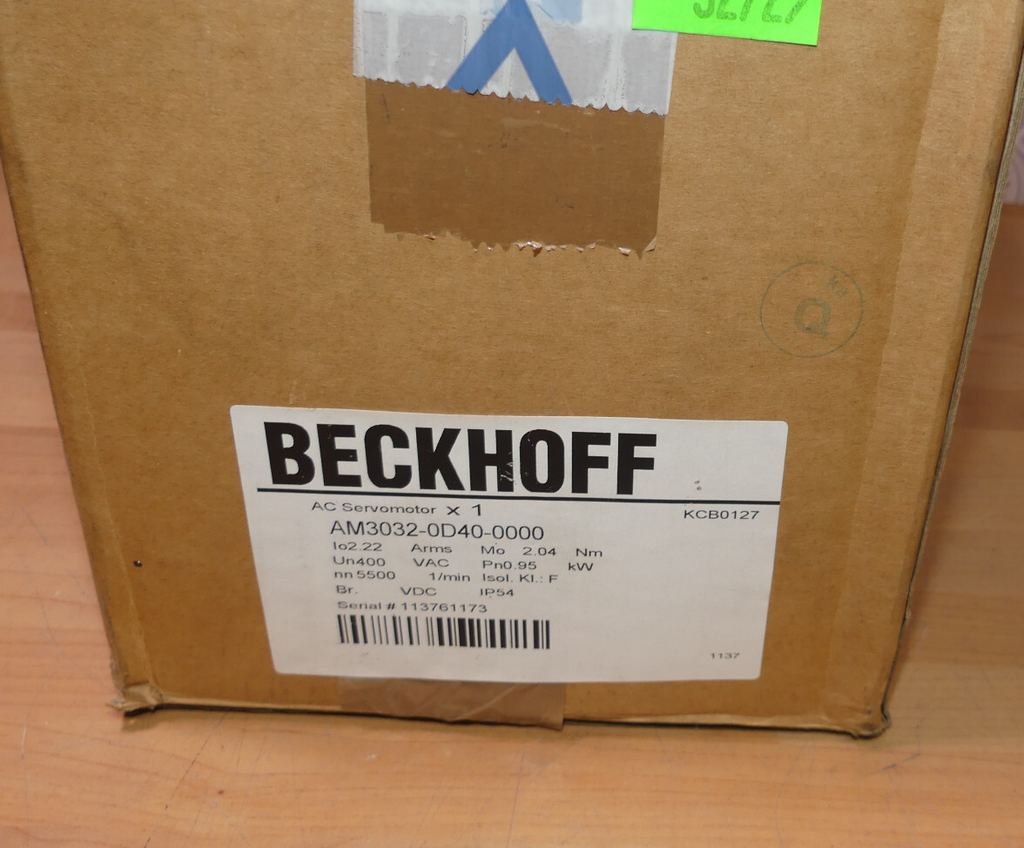 BECKHOFF
AC Servomotor x 1 KCB0127
AM3032-0D40-0000
Io2.22 Arms Mo 2.04 Nm
Un400 VAC Pn0.95 kW
nn5500 1/min Isol. Kl.: F
Br. VDC IP54
Serial # 113761173
1137
Q